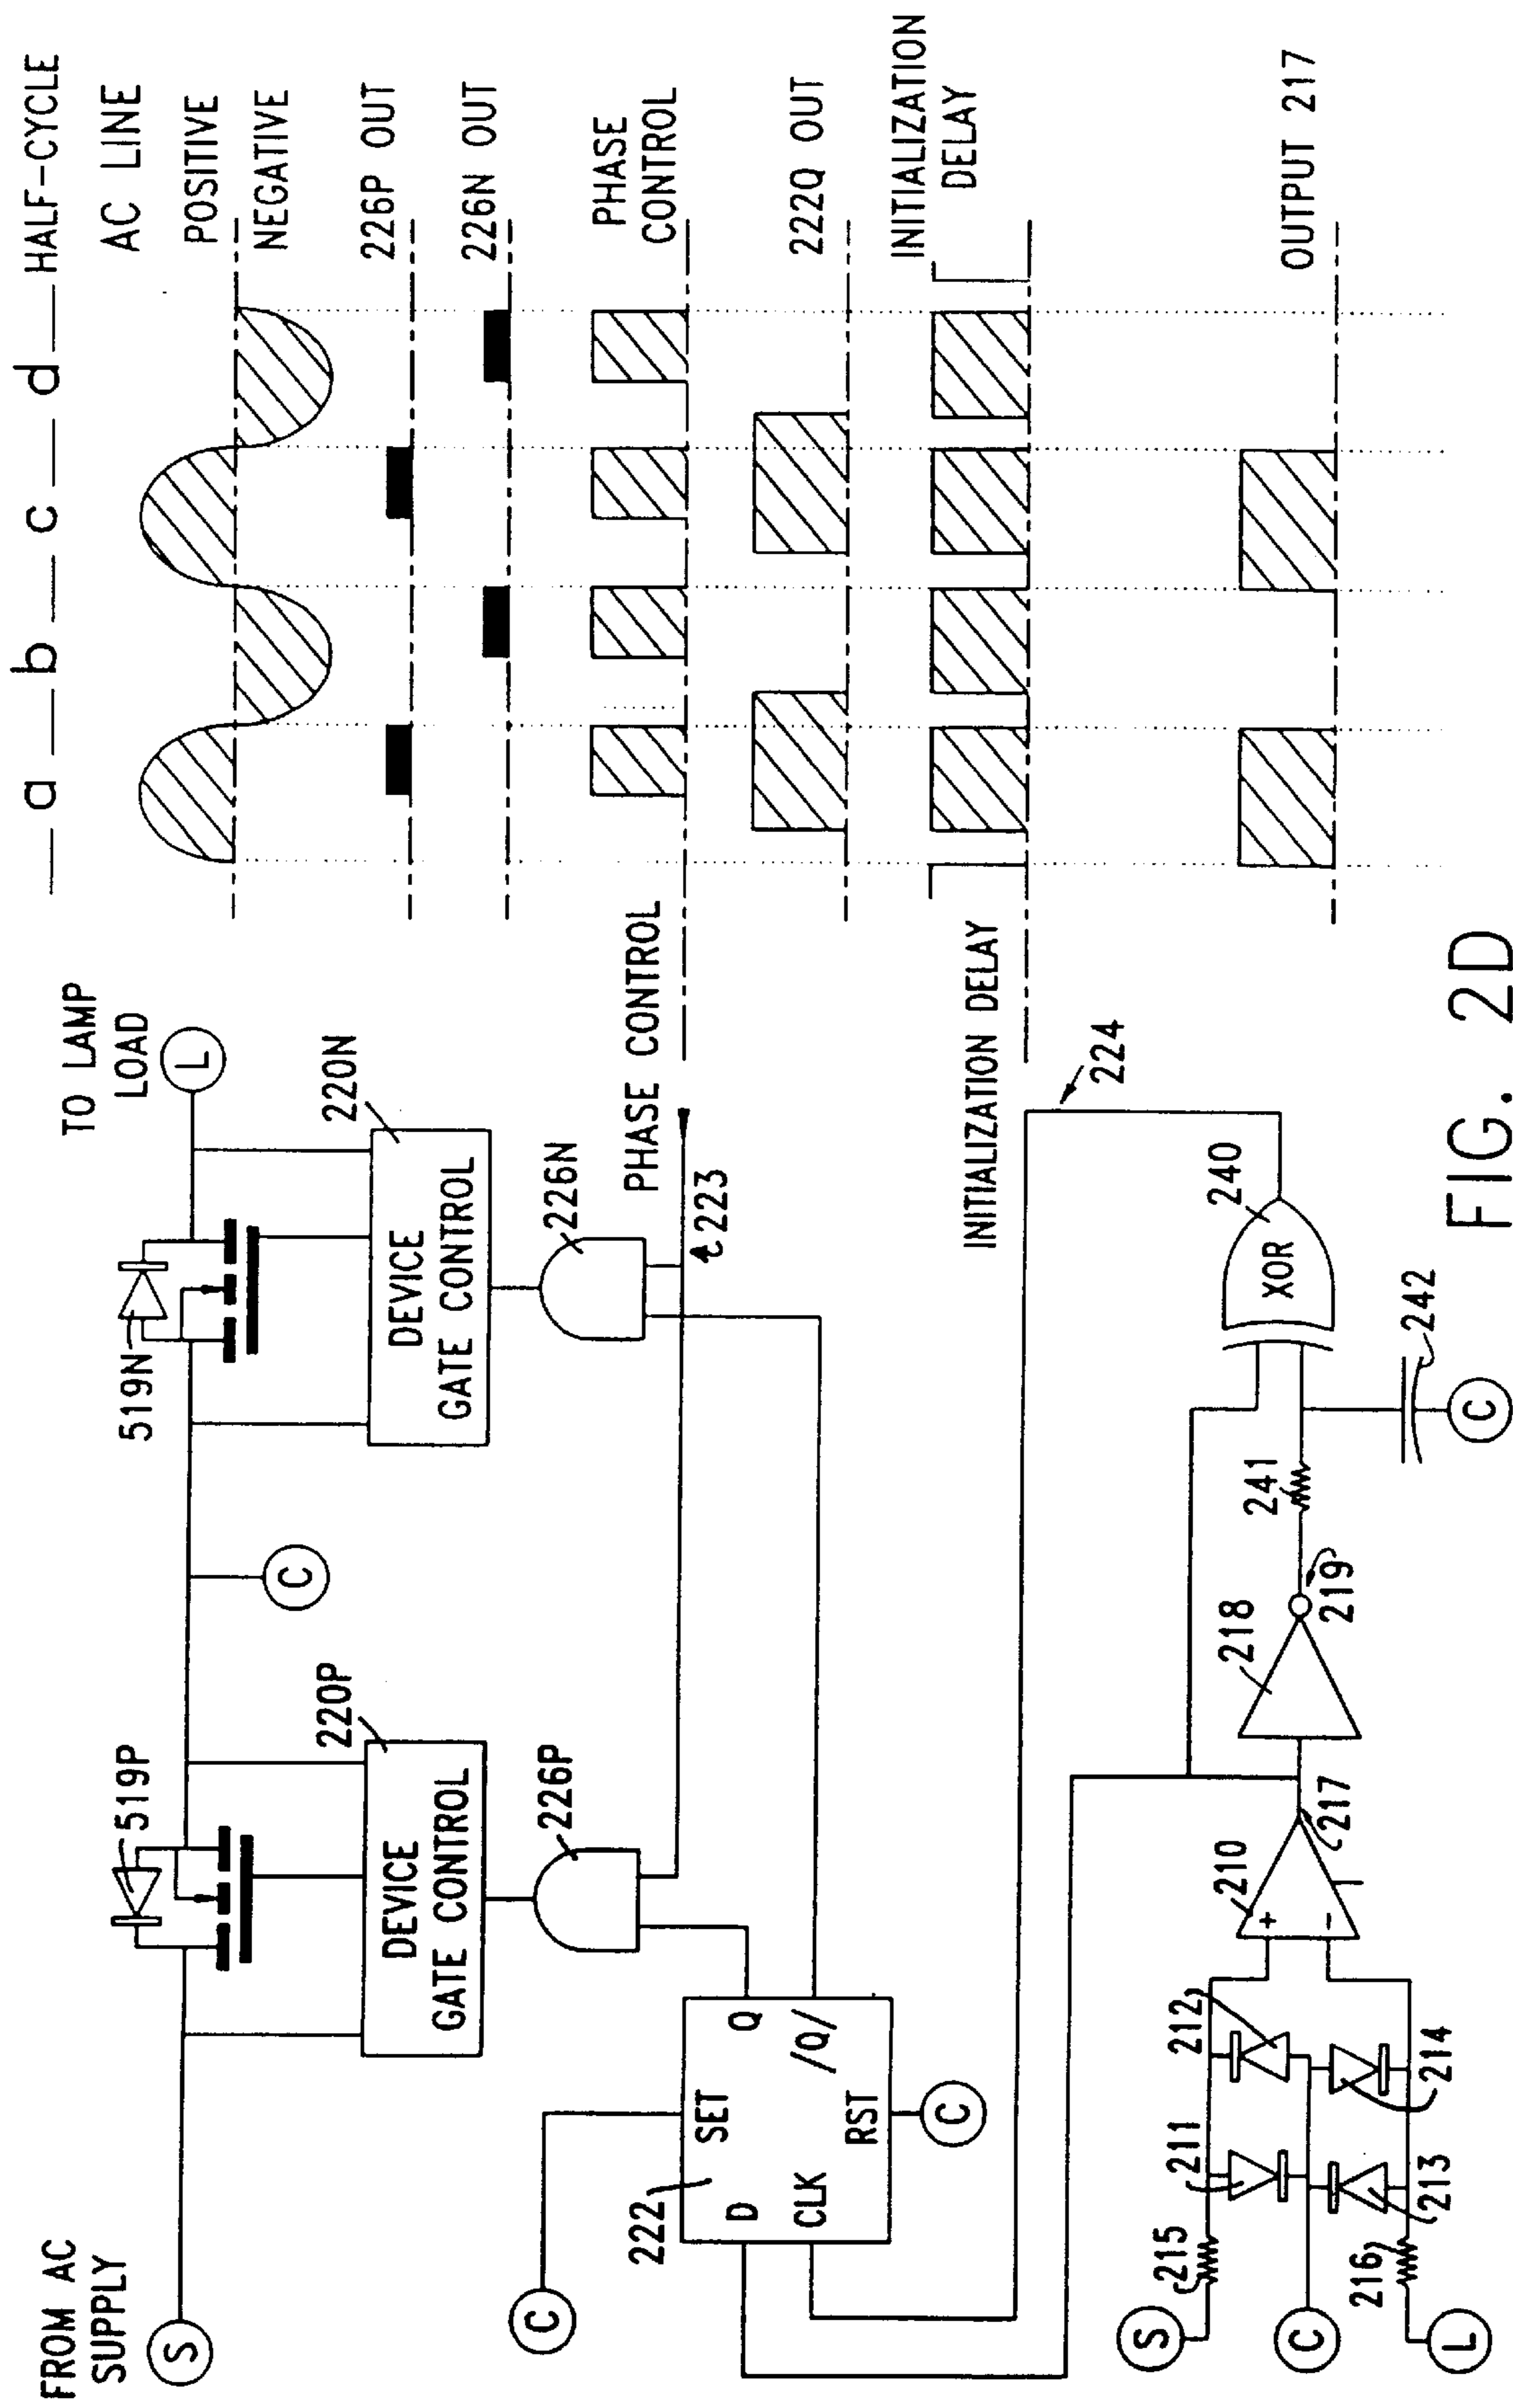 FROM AC
SUPPLY
S
519P
C
519N
TO LAMP
LOAD
L
220P
DEVICE
GATE CONTROL
220N
DEVICE
GATE CONTROL
226P
226N
PHASE CONTROL
223
C
222
SET
D
Q
CLK
/Q/
RST
C
INITIALIZATION DELAY
224
S
215
211
212
C
216
213
214
L
210
+
-
217
218
219
241
XOR
240
242
C
a
b
c
d
HALF-CYCLE
AC LINE
POSITIVE
NEGATIVE
226P OUT
226N OUT
PHASE CONTROL
PHASE
CONTROL
222Q OUT
INITIALIZATION DELAY
INITIALIZATION
DELAY
OUTPUT 217
FIG. 2D